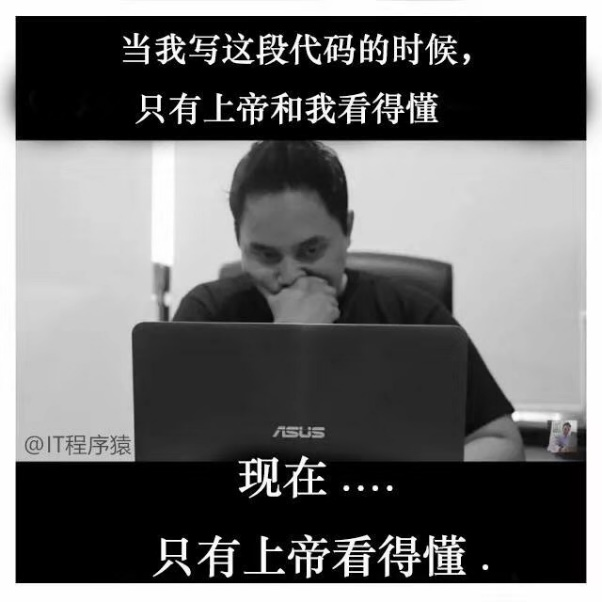 当我写这段代码的时候，
只有上帝和我看得懂
ASUS
@IT程序猿
现在 ....
只有上帝看得懂 .